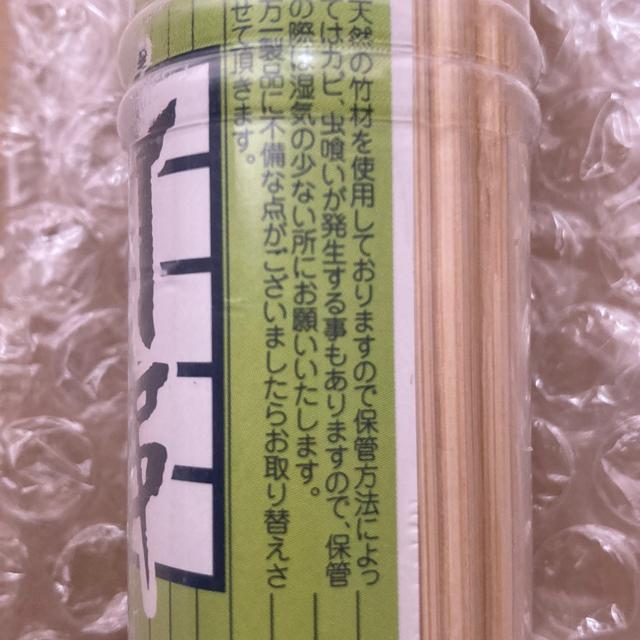 天然の竹材を使用しておりますので保管方法によっ
てはカビ、虫喰いが発生する事もありますので、保管
の際は湿気の少ない所にお願いいたします。
万一製品に不備な点がございましたらお取り替えさ
せて頂きます。